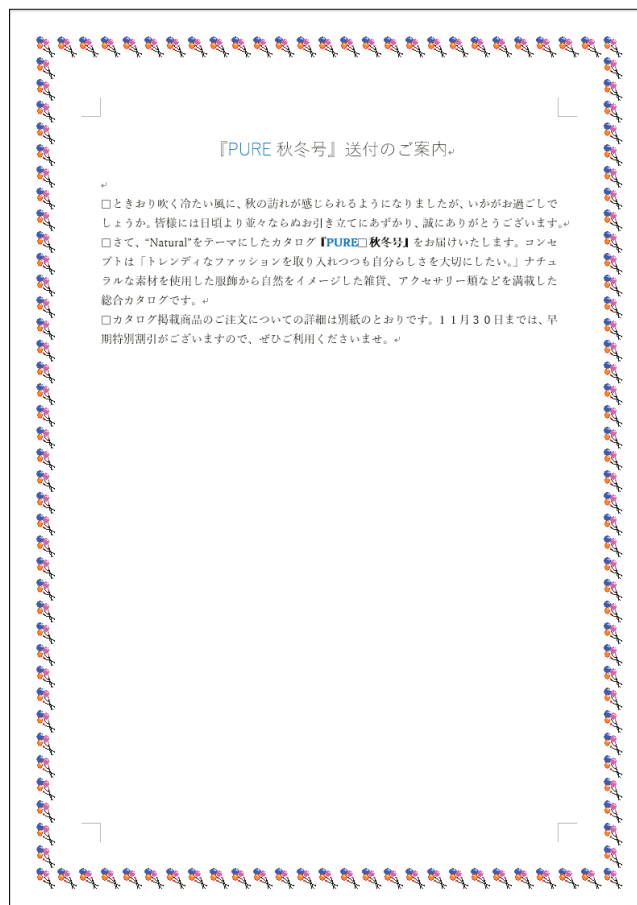 『PURE 秋冬号』送付のご案内
□ときおり吹く冷たい風に、秋の訪れが感じられるようになりましたが、いかがお過ごしで
しょうか。皆様には日頃より並々ならぬお引き立てにあずかり、誠にありがとうございます。
□さて、“Natural”をテーマにしたカタログ『PURE□秋冬号』をお届けいたします。コンセ
プトは「トレンディなファッションを取り入れつつも自分らしさを大切にしたい。」ナチュ
ラルな素材を使用した服飾から自然をイメージした雑貨、アクセサリー類などを満載した
総合カタログです。
□カタログ掲載商品のご注文についての詳細は別紙のとおりです。１１月３０日までは、早
期特別割引がございますので、ぜひご利用くださいませ。